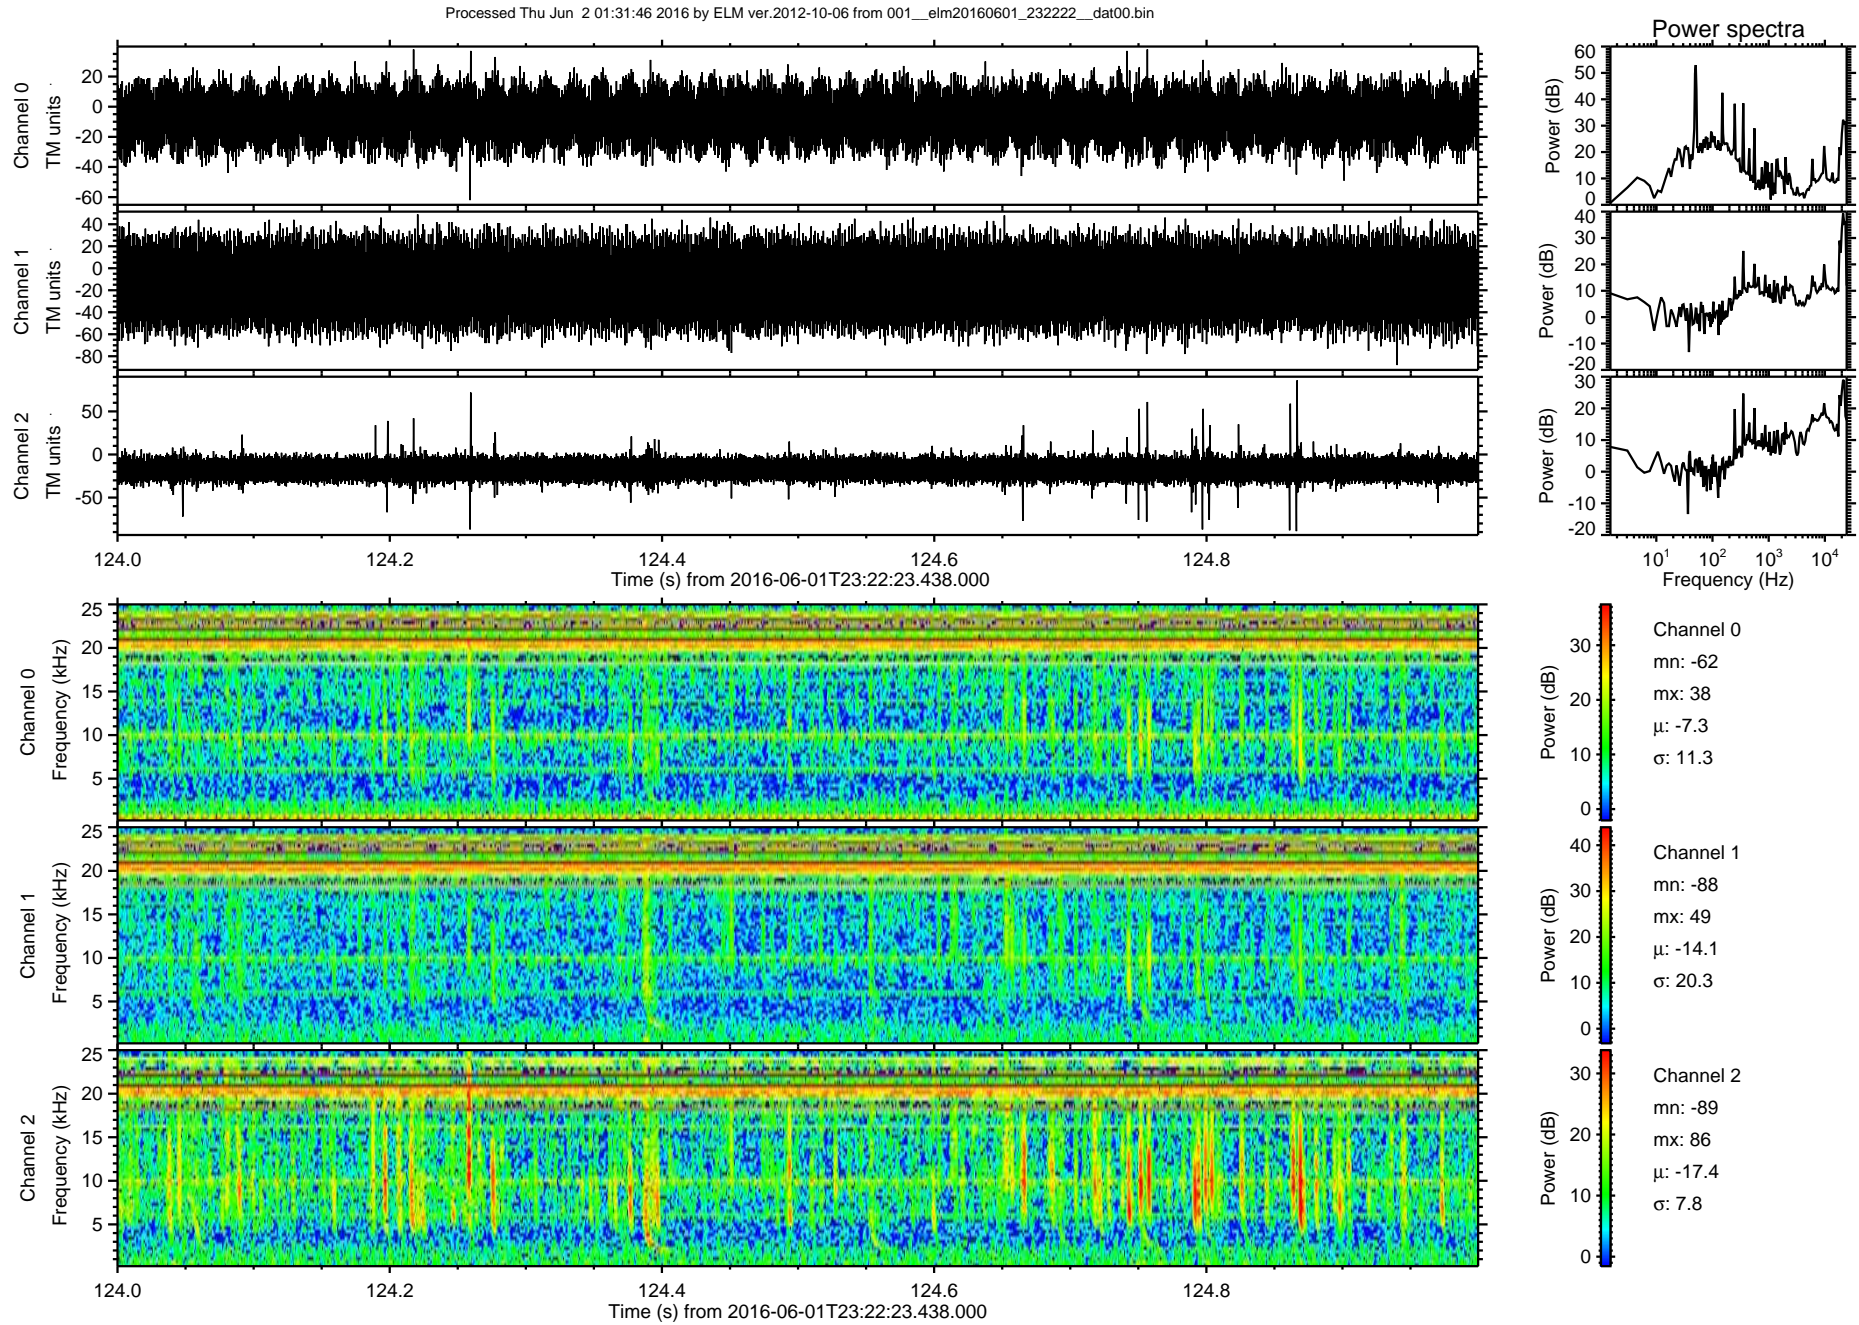 Processed Thu Jun  2 01:31:46 2016 by ELM ver.2012-10-06 from 001__elm20160601_232222__dat00.bin
Channel 0
TM units
20
0
-20
-40
-60
Channel 1
TM units
40
20
0
-20
-40
-60
-80
Channel 2
TM units
50
0
-50
124.0
124.2
124.4
124.6
124.8
Time (s) from 2016-06-01T23:22:23.438.000
Power spectra
Power (dB)
60
50
40
30
20
10
0
Power (dB)
40
30
20
10
0
-10
-20
Power (dB)
30
20
10
0
-10
-20
10¹
10²
10³
10⁴
Frequency (Hz)
Channel 0
Frequency (kHz)
25
20
15
10
5
Channel 1
Frequency (kHz)
25
20
15
10
5
Channel 2
Frequency (kHz)
25
20
15
10
5
124.0
124.2
124.4
124.6
124.8
Time (s) from 2016-06-01T23:22:23.438.000
Power (dB)
30
20
10
0
Channel 0
mn: -62
mx: 38
μ: -7.3
σ: 11.3
Power (dB)
40
30
20
10
0
Channel 1
mn: -88
mx: 49
μ: -14.1
σ: 20.3
Power (dB)
30
20
10
0
Channel 2
mn: -89
mx: 86
μ: -17.4
σ: 7.8